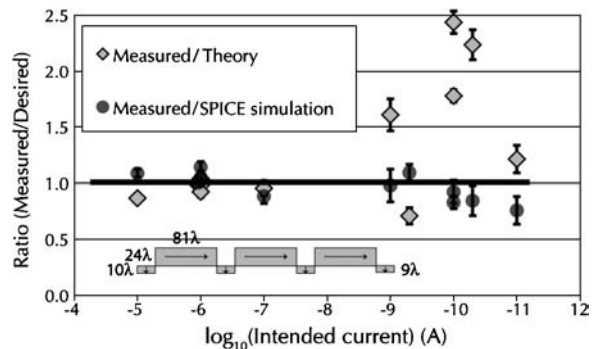 Ratio (Measured/Desired)
2.5
2.0
1.5
1.0
0.5
0.0
Measured/Theory
Measured/SPICE simulation
81λ
24λ
10λ
9λ
-4 -5 -6 -7 -8 -9 -10 -11 -12
log10(Intended current) (A)